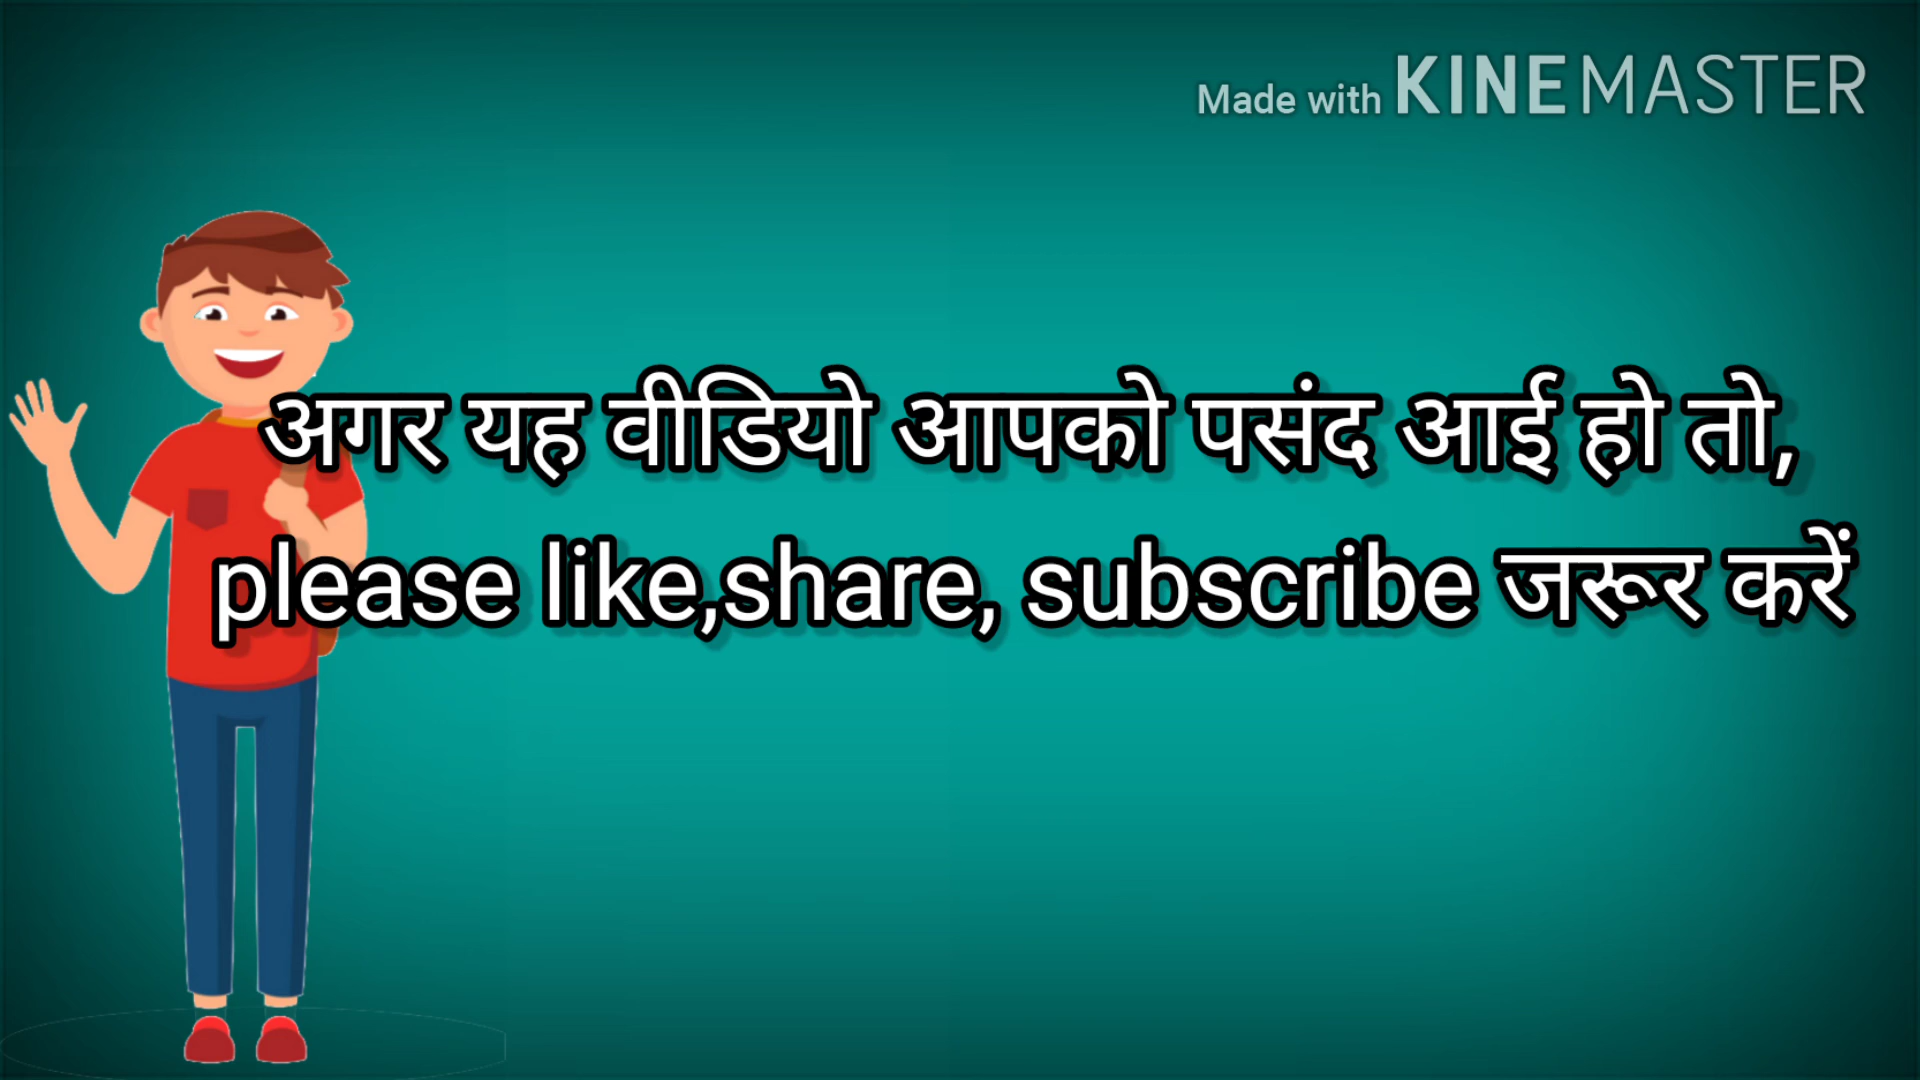 Made with KINEMASTER
अगर यह वीडियो आपको पसंद आई हो तो,
please like,share, subscribe जरूर करें